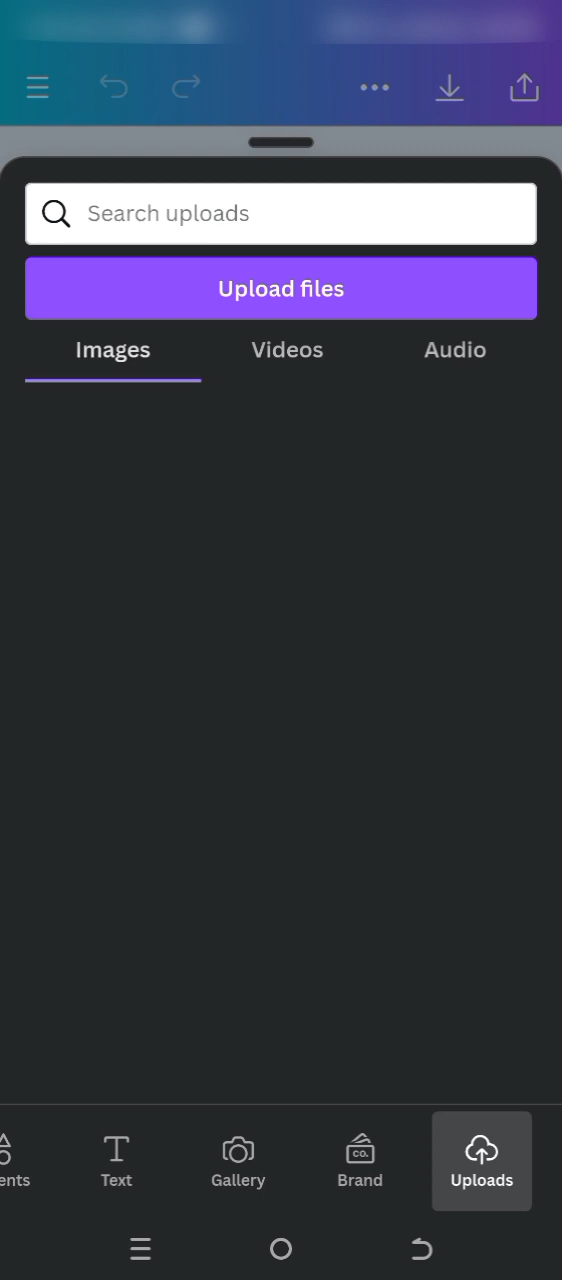 Search uploads
Upload files
Images Videos Audio
ents Text Gallery Brand Uploads
CO.